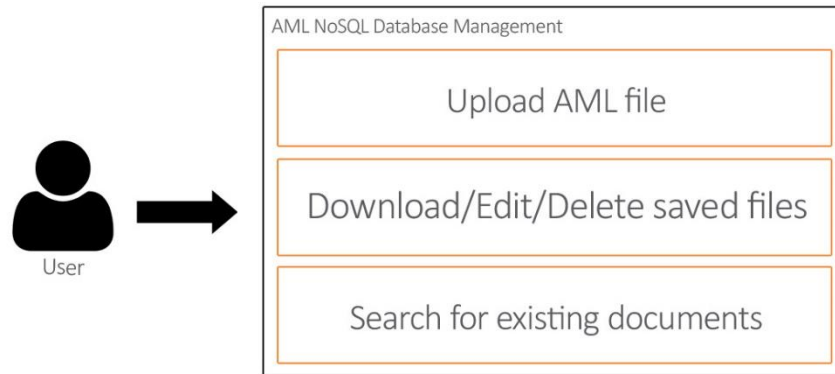 AML NoSQL Database Management
Upload AML file
Download/Edit/Delete saved files
User
Search for existing documents